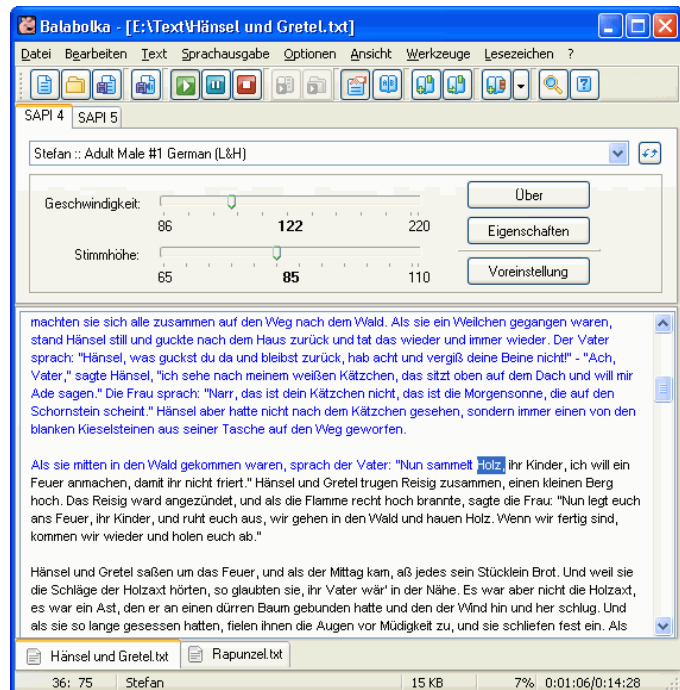 Balabolka - [E:\Text\Hänsel und Gretel.txt]
Datei Bearbeiten Text Sprachausgabe Optionen Ansicht Werkzeuge Lesezeichen ?
SAPI 4 SAPI 5
Stefan :: Adult Male #1 German (L&H)
Geschwindigkeit:
86 122 220
Stimmhöhe:
65 85 110
Über
Eigenschaften
Voreinstellung
machten sie sich alle zusammen auf den Weg nach dem Wald. Als sie ein Weilchen gegangen waren,
stand Hänsel still und guckte nach dem Haus zurück und tat das wieder und immer wieder. Der Vater
sprach: "Hänsel, was guckst du da und bleibst zurück, hab acht und vergiß deine Beine nicht!" - "Ach,
Vater," sagte Hänsel, "ich sehe nach meinem weißen Kätzchen, das sitzt oben auf dem Dach und will mir
Ade sagen." Die Frau sprach: "Narr, das ist dein Kätzchen nicht, das ist die Morgensonne, die auf den
Schornstein scheint." Hänsel aber hatte nicht nach dem Kätzchen gesehen, sondern immer einen von den
blanken Kieselsteinen aus seiner Tasche auf den Weg geworfen.
Als sie mitten in den Wald gekommen waren, sprach der Vater: "Nun sammelt Holz, ihr Kinder, ich will ein
Feuer anmachen, damit ihr nicht friert." Hänsel und Gretel trugen Reisig zusammen, einen kleinen Berg
hoch. Das Reisig ward angezündet, und als die Flamme recht hoch brannte, sagte die Frau: "Nun legt euch
ans Feuer, ihr Kinder, und ruht euch aus, wir gehen in den Wald und hauen Holz. Wenn wir fertig sind,
kommen wir wieder und holen euch ab."
Hänsel und Gretel saßen um das Feuer, und als der Mittag kam, aß jedes sein Stücklein Brot. Und weil sie
die Schläge der Holzaxt hörten, so glaubten sie, ihr Vater wär' in der Nähe. Es war aber nicht die Holzaxt,
es war ein Ast, den er an einen dürren Baum gebunden hatte und den der Wind hin und her schlug. Und
als sie so lange gesessen hatten, fielen ihnen die Augen vor Müdigkeit zu, und sie schliefen fest ein. Als
Hänsel und Gretel.txt Rapunzel.txt
36: 75 Stefan 15 KB 7% 0:01:06/0:14:28